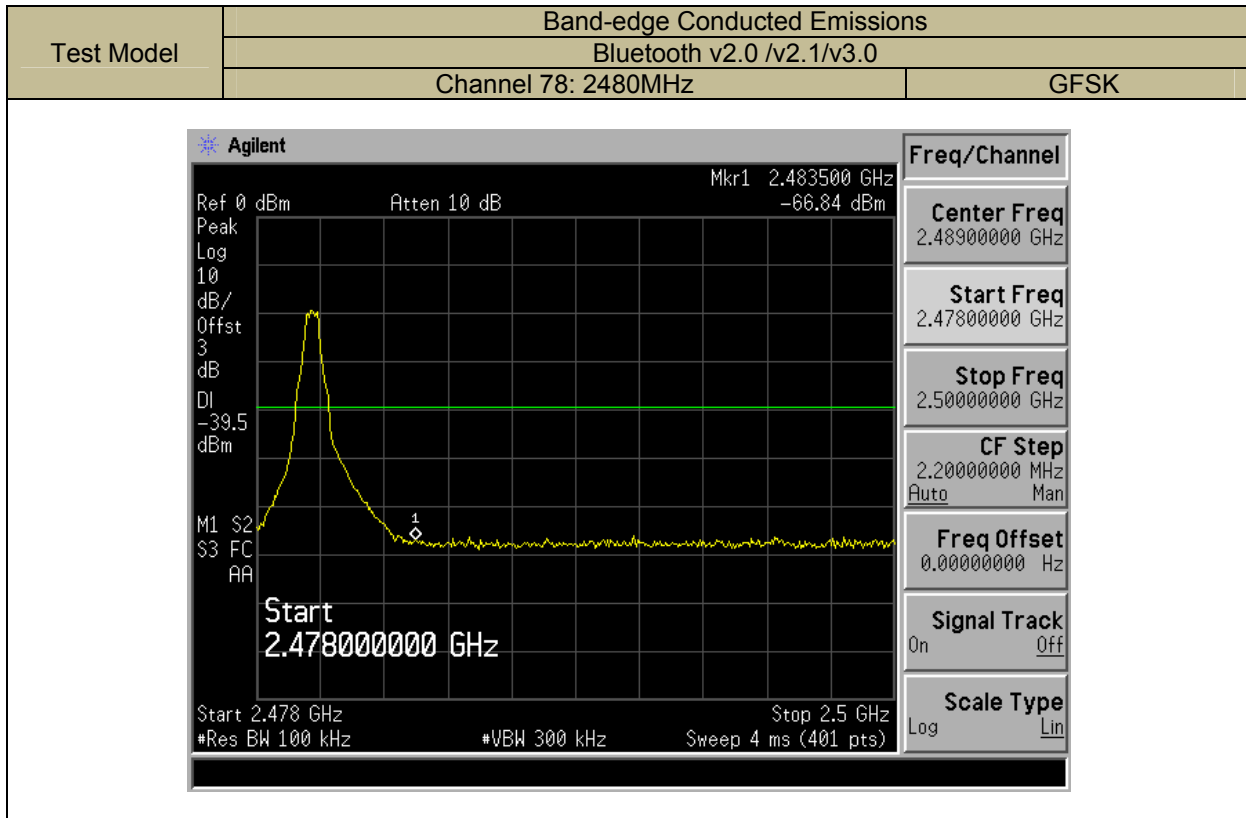 Test Model
Band-edge Conducted Emissions
Bluetooth v2.0 /v2.1/v3.0
Channel 78: 2480MHz GFSK
Agilent
Mkr1 2.483500 GHz
Ref 0 dBm Atten 10 dB -66.84 dBm
Peak
Log
10
dB/
Offst
3
dB
DI
-39.5
dBm
M1 S2
S3 FC
AA
1
Start
2.478000000 GHz
Start 2.478 GHz Stop 2.5 GHz
#Res BW 100 kHz #VBW 300 kHz Sweep 4 ms (401 pts)
Freq/Channel
Center Freq
2.48900000 GHz
Start Freq
2.47800000 GHz
Stop Freq
2.50000000 GHz
CF Step
2.20000000 MHz
Auto Man
Freq Offset
0.00000000 Hz
Signal Track
On Off
Scale Type
Log Lin